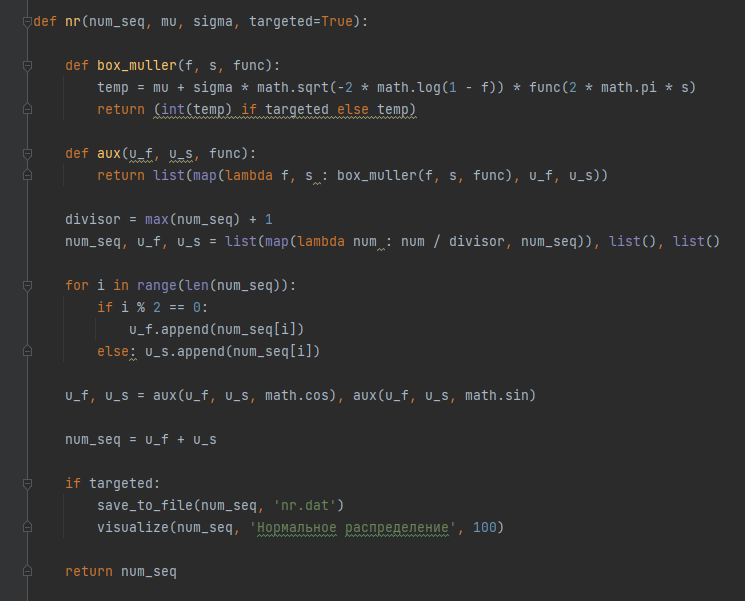 def nr(num_seq, mu, sigma, targeted=True):
def box_muller(f, s, func):
temp = mu + sigma * math.sqrt(-2 * math.log(1 - f)) * func(2 * math.pi * s)
return (int(temp) if targeted else temp)
def aux(u_f, u_s, func):
return list(map(lambda f, s : box_muller(f, s, func), u_f, u_s))
divisor = max(num_seq) + 1
num_seq, u_f, u_s = list(map(lambda num : num / divisor, num_seq)), list(), list()
for i in range(len(num_seq)):
if i % 2 == 0:
u_f.append(num_seq[i])
else: u_s.append(num_seq[i])
u_f, u_s = aux(u_f, u_s, math.cos), aux(u_f, u_s, math.sin)
num_seq = u_f + u_s
if targeted:
save_to_file(num_seq, 'nr.dat')
visualize(num_seq, 'Нормальное распределение', 100)
return num_seq